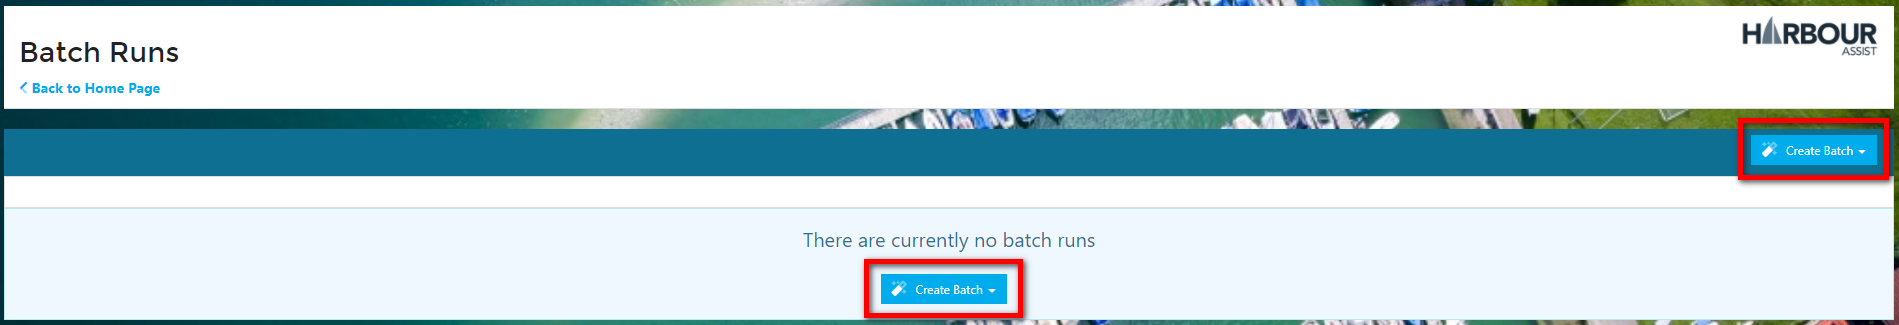 Batch Runs
HARBOUR
ASSIST
Back to Home Page
Create Batch
There are currently no batch runs
Create Batch